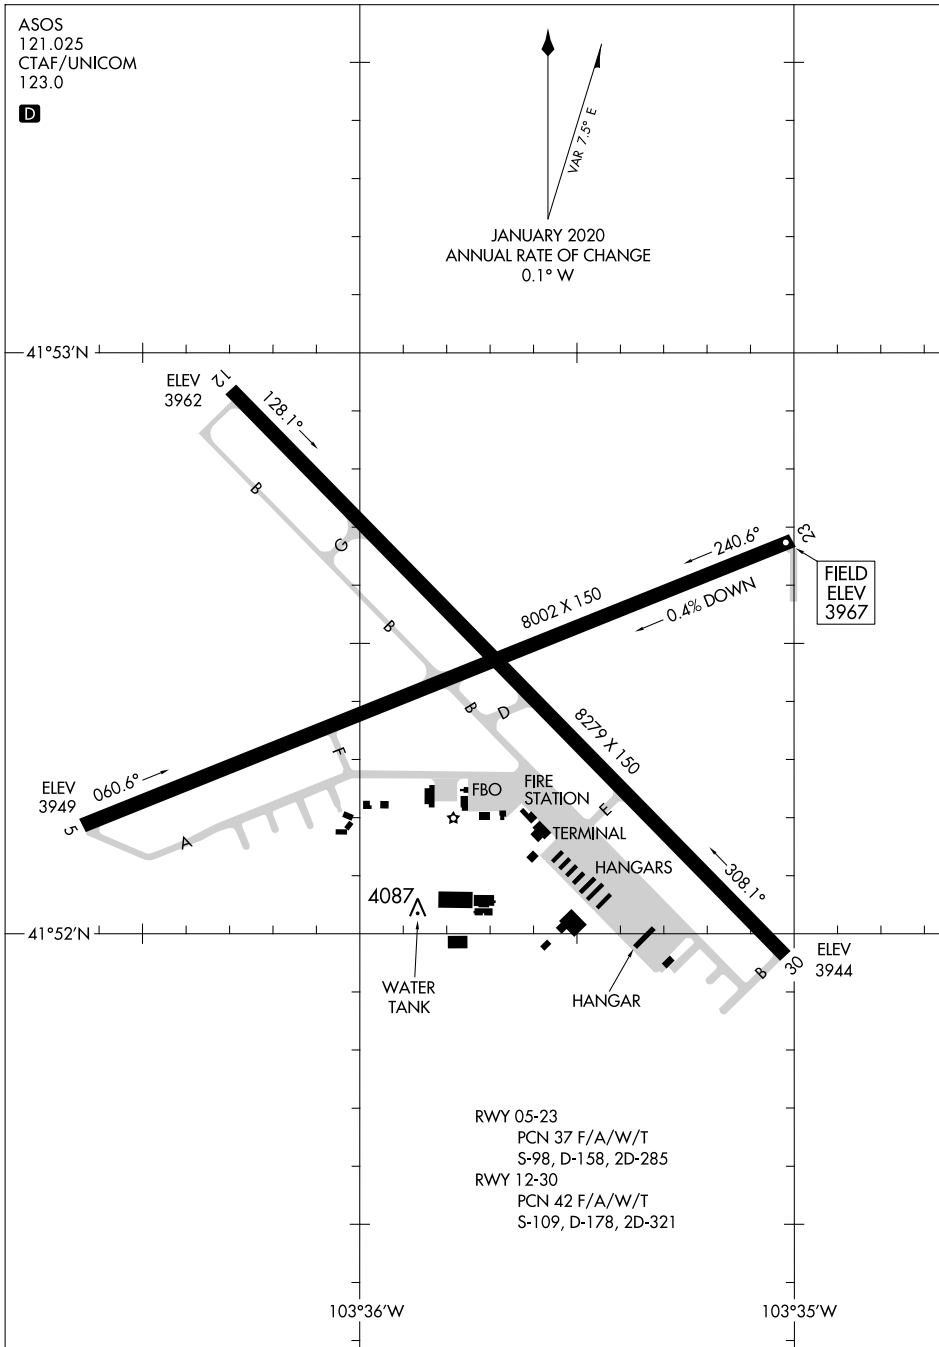 ASOS
121.025
CTAF/UNICOM
123.0
D
VAR 7.5° E
JANUARY 2020
ANNUAL RATE OF CHANGE
0.1° W
41°53'N
ELEV
3962
12
128.1°
B
G
B
240.6°
23
FIELD
ELEV
3967
8002 X 150
0.4% DOWN
B
D
8279 X 150
F
060.6°
ELEV
3949
5
A
FBO
FIRE
STATION
E
TERMINAL
HANGARS
308.1°
4087
41°52'N
B
30
ELEV
3944
WATER
TANK
HANGAR
RWY 05-23
PCN 37 F/A/W/T
S-98, D-158, 2D-285
RWY 12-30
PCN 42 F/A/W/T
S-109, D-178, 2D-321
103°36'W
103°35'W